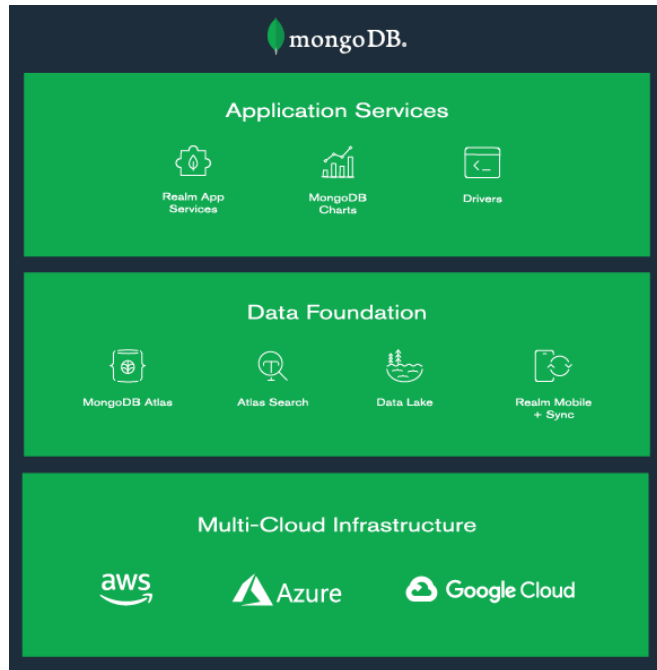 mongoDB.
Application Services
Realm App
Services
MongoDB
Charts
Drivers
Data Foundation
MongoDB Atlas
Atlas Search
Data Lake
Realm Mobile
+ Sync
Multi-Cloud Infrastructure
aws
Azure
Google Cloud